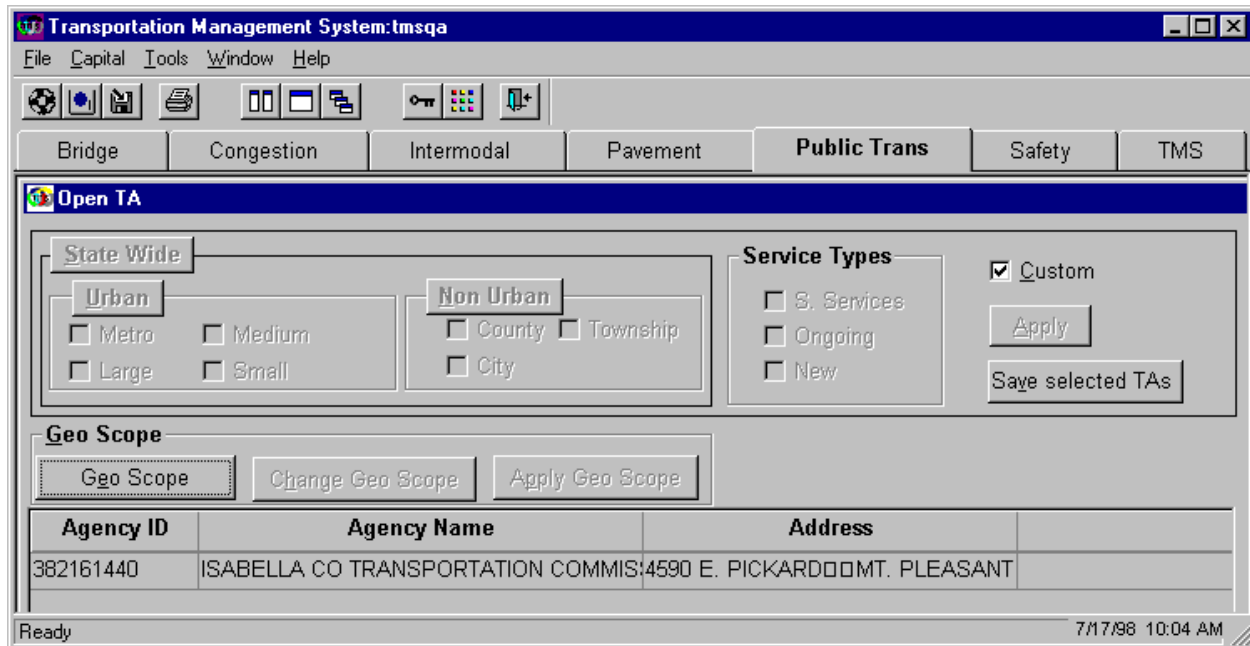 Transportation Management System:tmsqa
File Capital Tools Window Help
Bridge Congestion Intermodal Pavement Public Trans Safety TMS
Open TA
State Wide
Urban
Metro Medium
Large Small
Non Urban
County Township
City
Service Types
S. Services
Ongoing
New
Custom
Apply
Save selected TAs
Geo Scope
Geo Scope Change Geo Scope Apply Geo Scope
Agency ID Agency Name Address
382161440 ISABELLA CO TRANSPORTATION COMMIS 4590 E. PICKARD▯▯MT. PLEASANT
Ready 7/17/98 10:04 AM